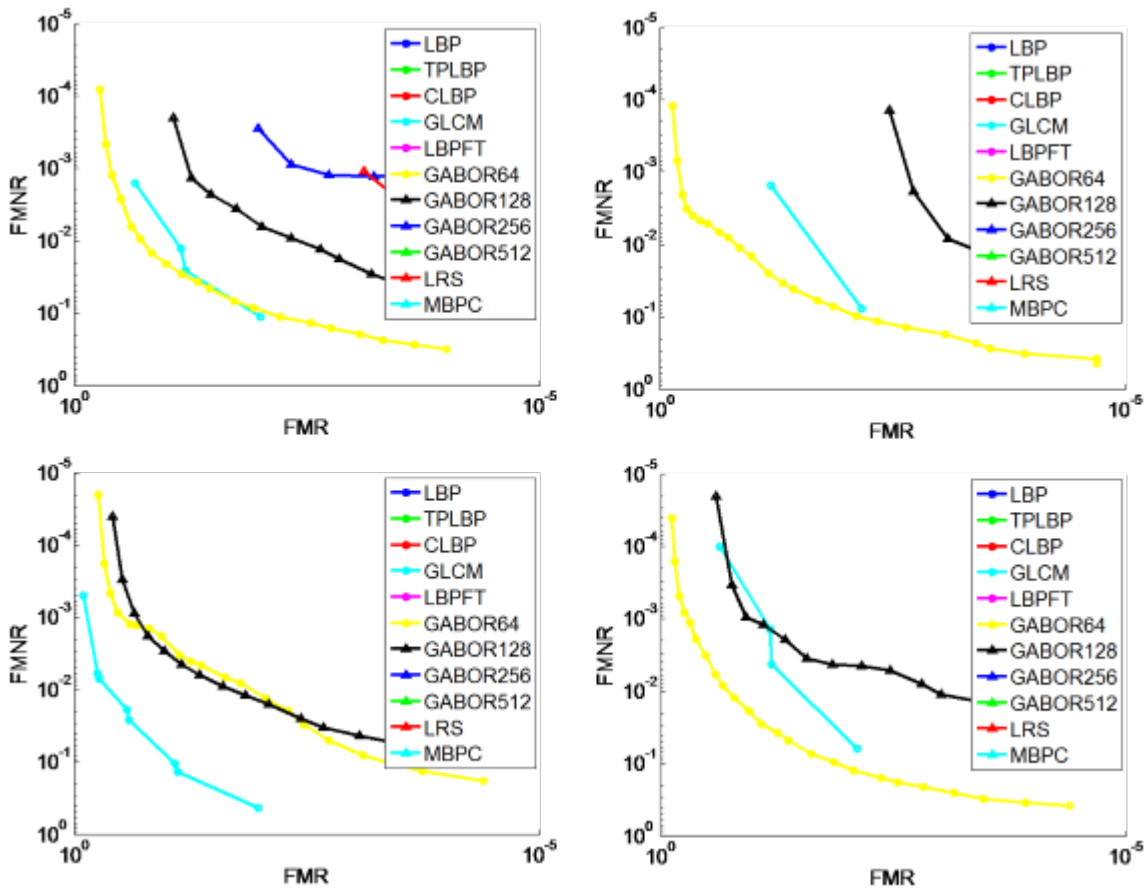 10^-5
10^-4
10^-3
10^-2
10^-1
10^0
FMNR
10^0
10^-5
FMR
LBP
TPLBP
CLBP
GLCM
LBPFT
GABOR64
GABOR128
GABOR256
GABOR512
LRS
MBPC
10^-5
10^-4
10^-3
10^-2
10^-1
10^0
FMNR
10^0
10^-5
FMR
LBP
TPLBP
CLBP
GLCM
LBPFT
GABOR64
GABOR128
GABOR256
GABOR512
LRS
MBPC
10^-5
10^-4
10^-3
10^-2
10^-1
10^0
FMNR
10^0
10^-5
FMR
LBP
TPLBP
CLBP
GLCM
LBPFT
GABOR64
GABOR128
GABOR256
GABOR512
LRS
MBPC
10^-5
10^-4
10^-3
10^-2
10^-1
10^0
FMNR
10^0
10^-5
FMR
LBP
TPLBP
CLBP
GLCM
LBPFT
GABOR64
GABOR128
GABOR256
GABOR512
LRS
MBPC